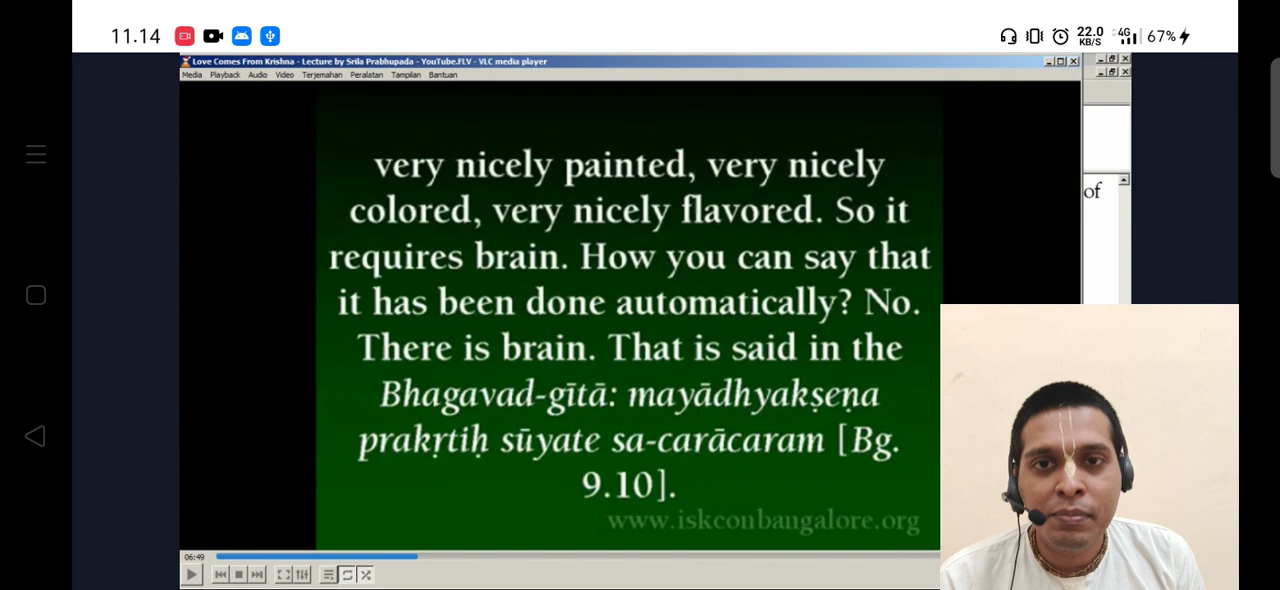 11.14
22.0
KB/S
4G
67%
Love Comes From Krishna - Lecture by Srila Prabhupada - YouTube.FLV - VLC media player
Media Playback Audio Video Terjemahan Peralatan Tampilan Bantuan
very nicely painted, very nicely
colored, very nicely flavored. So it
requires brain. How you can say that
it has been done automatically? No.
There is brain. That is said in the
Bhagavad-gītā: mayādhyakṣeṇa
prakṛtiḥ sūyate sa-carācaram [Bg.
9.10].
www.iskconbangalore.org
of
06:49